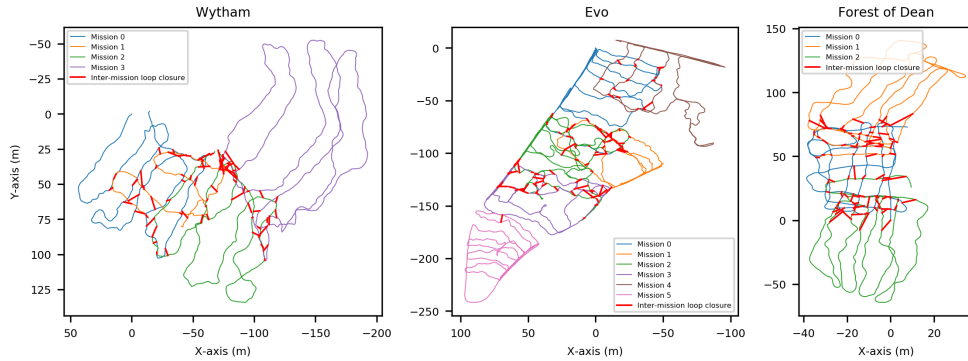 Wytham
Mission 0
Mission 1
Mission 2
Mission 3
Inter-mission loop closure
−50
−25
0
25
50
75
100
125
Y-axis (m)
50
0
−50
−100
−150
−200
X-axis (m)
Evo
0
−50
−100
−150
−200
−250
Mission 0
Mission 1
Mission 2
Mission 3
Mission 4
Mission 5
Inter-mission loop closure
100
50
0
−50
−100
X-axis (m)
Forest of Dean
Mission 0
Mission 1
Mission 2
Inter-mission loop closure
150
100
50
0
−50
−40
−20
0
20
X-axis (m)